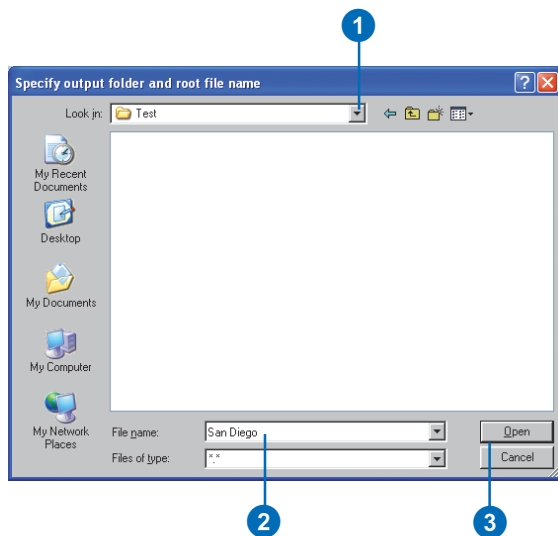 1
Specify output folder and root file name
Look in:
Test
My Recent
Documents
Desktop
My Documents
My Computer
My Network
Places
File name:
San Diego
Open
Files of type:
*.*
Cancel
2
3